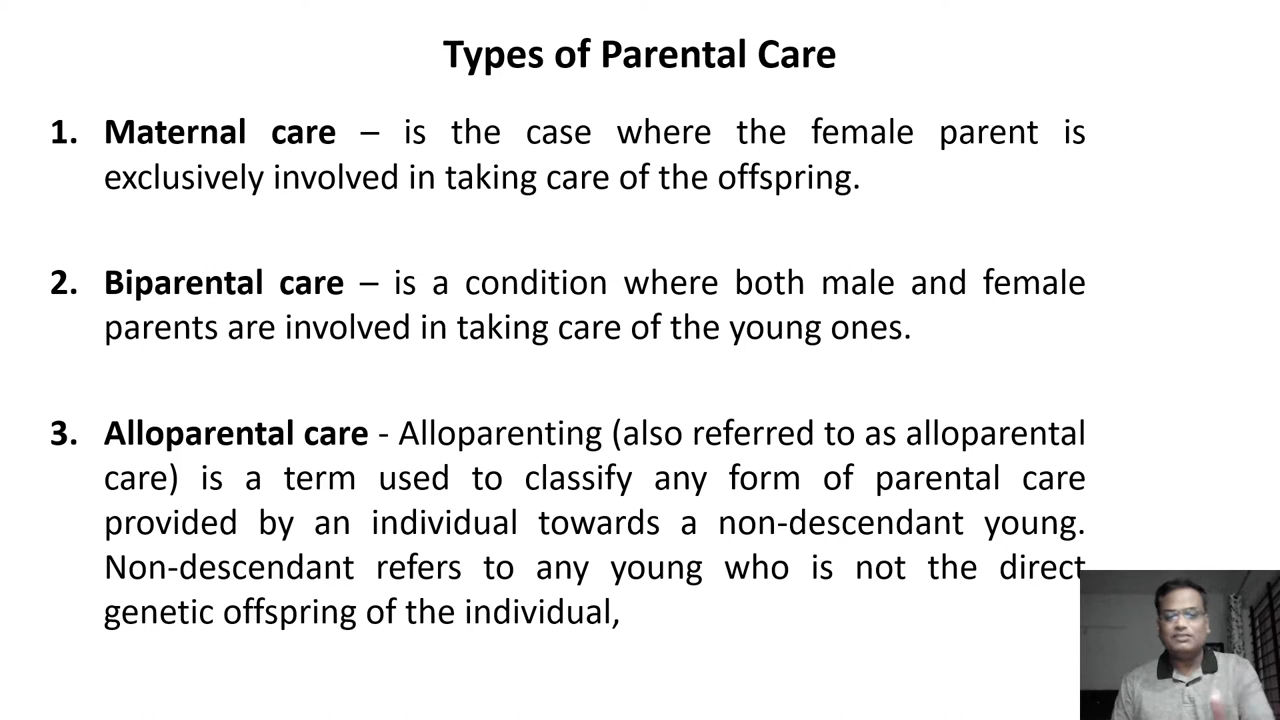 Types of Parental Care
1. Maternal care – is the case where the female parent is
exclusively involved in taking care of the offspring.
2. Biparental care – is a condition where both male and female
parents are involved in taking care of the young ones.
3. Alloparental care - Alloparenting (also referred to as alloparental
care) is a term used to classify any form of parental care
provided by an individual towards a non-descendant young.
Non-descendant refers to any young who is not the direct
genetic offspring of the individual,